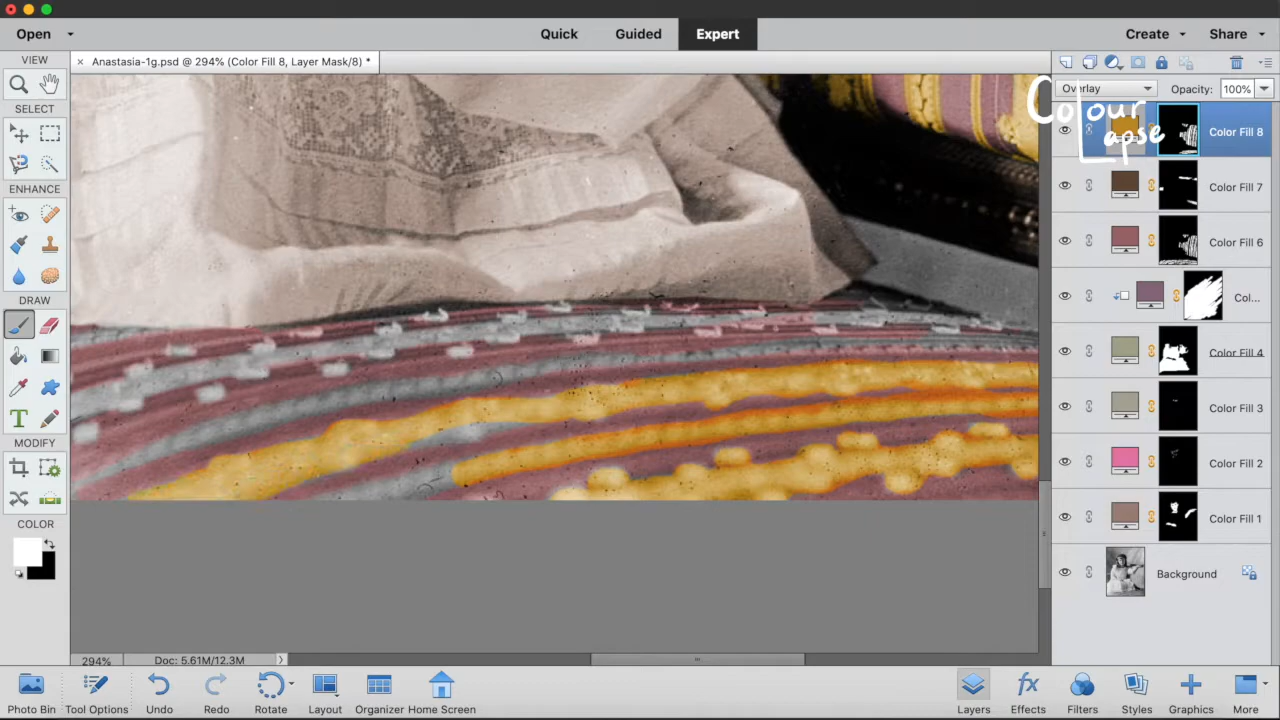 Open
Quick
Guided
Expert
Create
Share
VIEW
× Anastasia-1g.psd @ 294% (Color Fill 8, Layer Mask/8) *
Overlay
Opacity: 100%
Colour
Lapse
SELECT
ENHANCE
DRAW
T
MODIFY
COLOR
Color Fill 8
Color Fill 7
Color Fill 6
Col...
Color Fill 4
Color Fill 3
Color Fill 2
Color Fill 1
Background
294%
Doc: 5.61M/12.3M
Photo Bin
Tool Options
Undo
Redo
Rotate
Layout
Organizer
Home Screen
fx
Layers
Effects
Filters
Styles
Graphics
More